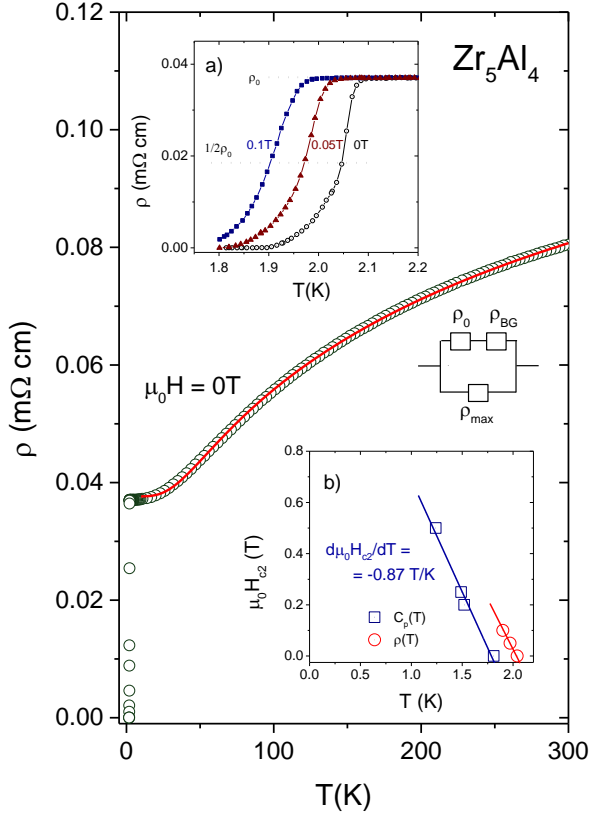 Zr₅Al₄
ρ (mΩ cm)
0.12
0.10
0.08
0.06
0.04
0.02
0.00
0
100
200
300
T(K)
μ₀H = 0T
a)
ρ (mΩ cm)
0.04
0.02
0.00
ρ₀
1/2ρ₀
0.1T
0.05T
0T
1.8
1.9
2.0
2.1
2.2
T(K)
ρ₀
ρBG
ρmax
b)
μ₀Hc2 (T)
0.8
0.6
0.4
0.2
0.0
dμ₀Hc2/dT =
= -0.87 T/K
Cp(T)
ρ(T)
0.0
0.5
1.0
1.5
2.0
T (K)